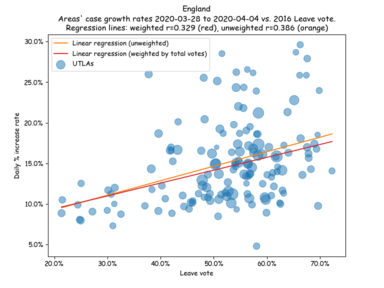 England
Areas' case growth rates 2020-03-28 to 2020-04-04 vs. 2016 Leave vote.
Regression lines: weighted r=0.329 (red), unweighted r=0.386 (orange)
Linear regression (unweighted)
Linear regression (weighted by total votes)
UTLAs
Daily % increase rate
30.0%
25.0%
20.0%
15.0%
10.0%
5.0%
20.0% 30.0% 40.0% 50.0% 60.0% 70.0%
Leave vote